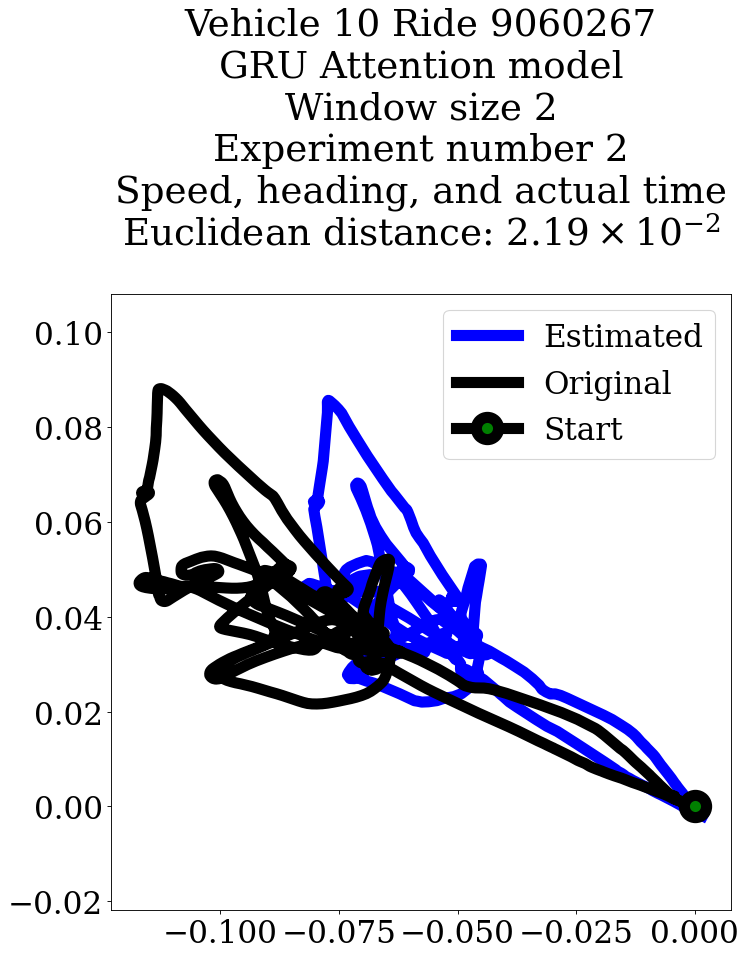 Vehicle 10 Ride 9060267
GRU Attention model
Window size 2
Experiment number 2
Speed, heading, and actual time
Euclidean distance: 2.19 × 10⁻²
Estimated
Original
Start
0.10
0.08
0.06
0.04
0.02
0.00
−0.02
−0.100 −0.075 −0.050 −0.025 0.000